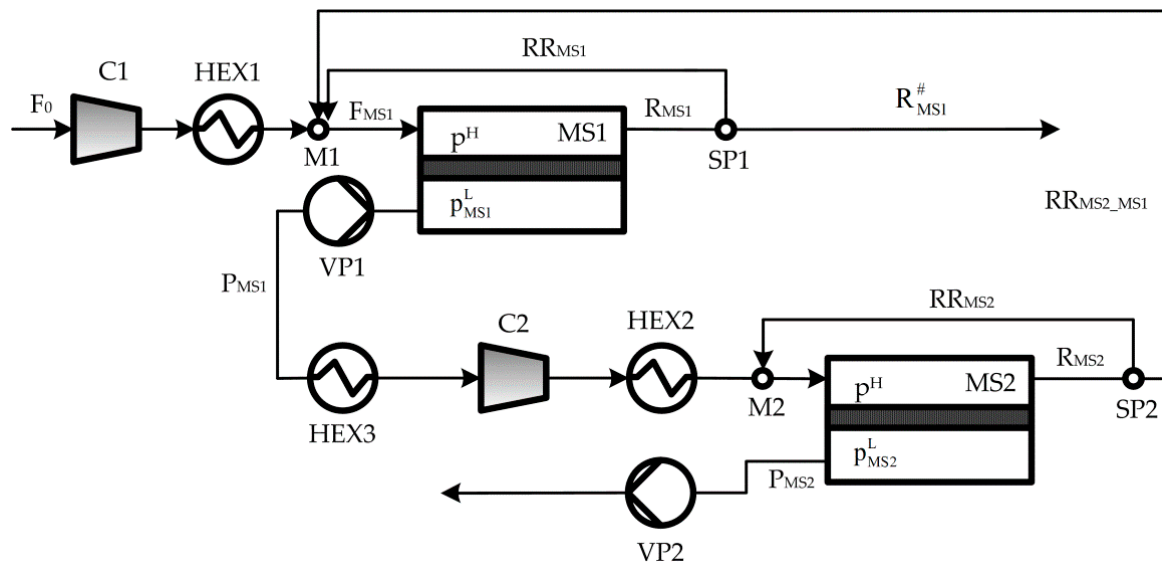 RR_MS1
C1
HEX1
F_0
F_MS1
R_MS1
R^#_MS1
M1
p^H
MS1
SP1
p^L_MS1
RR_MS2_MS1
VP1
P_MS1
RR_MS2
C2
HEX2
R_MS2
HEX3
M2
p^H
MS2
SP2
p^L_MS2
P_MS2
VP2